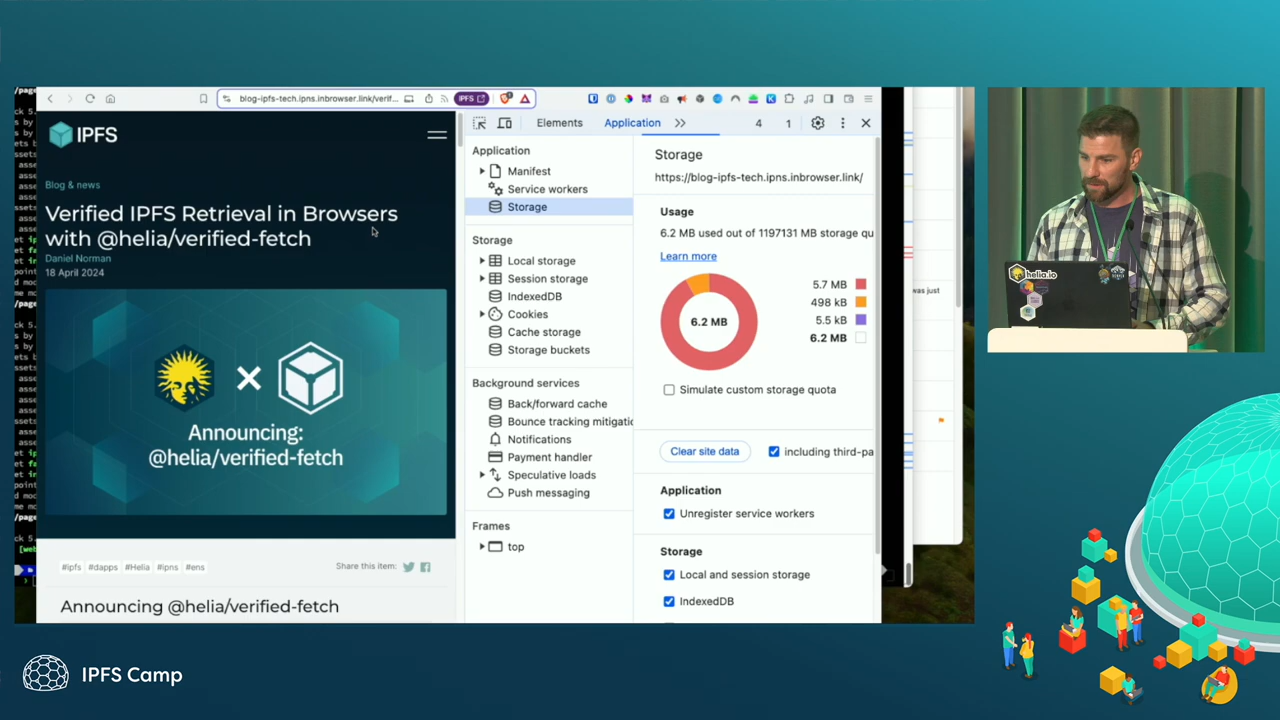 blog-ipfs-tech.ipns.inbrowser.link/verif...
IPFS
IPFS
Blog & news
Verified IPFS Retrieval in Browsers
with @helia/verified-fetch
Daniel Norman
18 April 2024
Announcing:
@helia/verified-fetch
#ipfs #dapps #Helia #ipns #ens
Share this item:
Announcing @helia/verified-fetch
Elements
Application
4
1
Application
Manifest
Service workers
Storage
Storage
Local storage
Session storage
IndexedDB
Cookies
Cache storage
Storage buckets
Background services
Back/forward cache
Bounce tracking mitigatic
Notifications
Payment handler
Speculative loads
Push messaging
Frames
top
Storage
https://blog-ipfs-tech.ipns.inbrowser.link/
Usage
6.2 MB used out of 1197131 MB storage qu
Learn more
6.2 MB
5.7 MB
498 kB
5.5 kB
6.2 MB
Simulate custom storage quota
Clear site data
including third-pa
Application
Unregister service workers
Storage
Local and session storage
IndexedDB
was just
helia.io
IPFS Camp